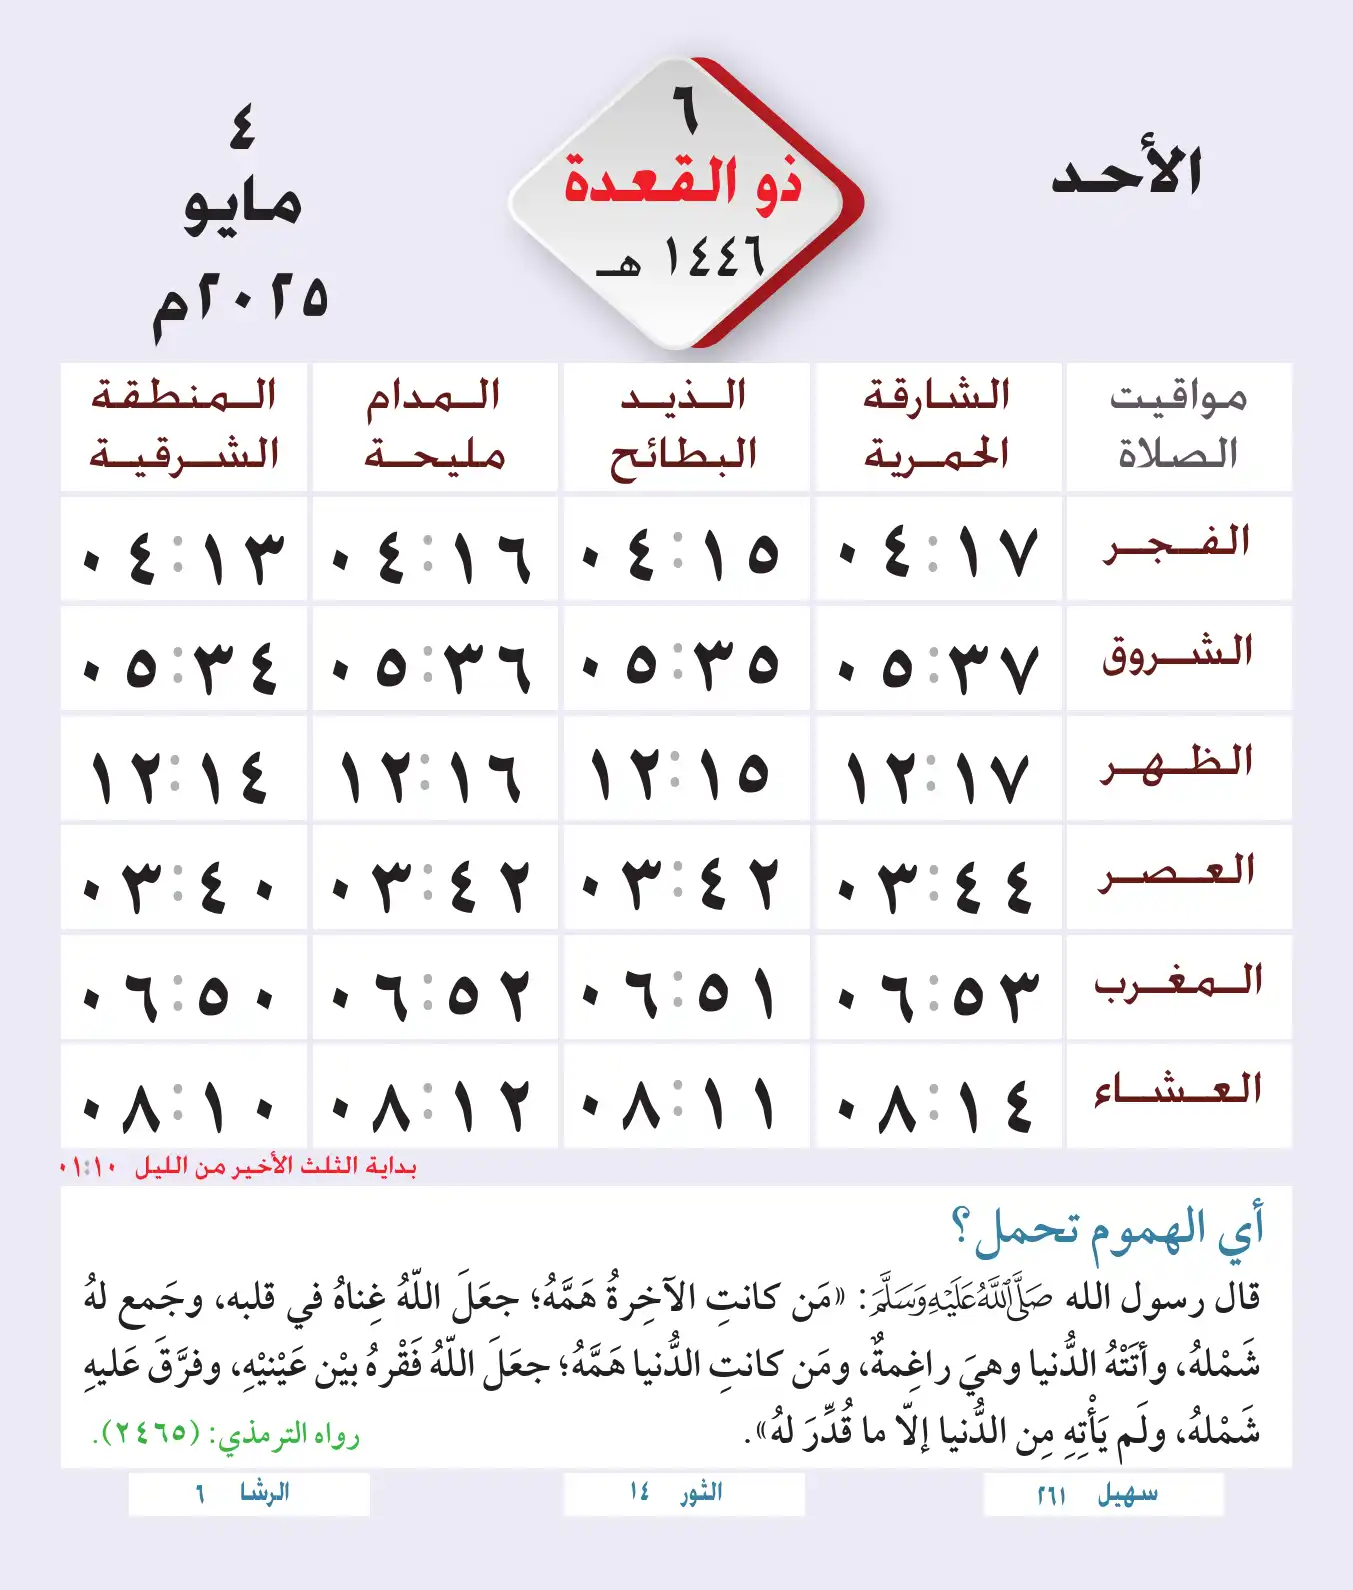 الأحد
٦
ذو القعدة
١٤٤٦ هـ
٤
مايو
٢٠٢٥م
مواقيت الصلاة
الشارقة الحمرية
الذيد البطائح
المدام مليحة
المنطقة الشرقية
الفجر ٠٤:١٧ ٠٤:١٥ ٠٤:١٦ ٠٤:١٣
الشروق ٠٥:٣٧ ٠٥:٣٥ ٠٥:٣٦ ٠٥:٣٤
الظهر ١٢:١٧ ١٢:١٥ ١٢:١٦ ١٢:١٤
العصر ٠٣:٤٤ ٠٣:٤٢ ٠٣:٤٢ ٠٣:٤٠
المغرب ٠٦:٥٣ ٠٦:٥١ ٠٦:٥٢ ٠٦:٥٠
العشاء ٠٨:١٤ ٠٨:١١ ٠٨:١٢ ٠٨:١٠
بداية الثلث الأخير من الليل ٠١:١٠
أي الهموم تحمل؟
قال رسول الله صَلَّى اللَّهُ عَلَيْهِ وَسَلَّمَ: «مَن كانتِ الآخِرةُ هَمَّهُ؛ جعَلَ اللّهُ غِناهُ في قلبه، وجَمع لهُ
شَمْلهُ، وأتَتْهُ الدُّنيا وهيَ راغِمةٌ، ومَن كانتِ الدُّنيا هَمَّهُ؛ جعَلَ اللّهُ فَقْرهُ بيْن عَيْنيْهِ، وفرَّقَ عَليهِ
شَمْلهُ، ولَم يَأْتِهِ مِن الدُّنيا إلاّ ما قُدِّرَ لهُ». رواه الترمذي: (٢٤٦٥).
سهيل ٢٦١
الثور ١٤
الرشا ٦